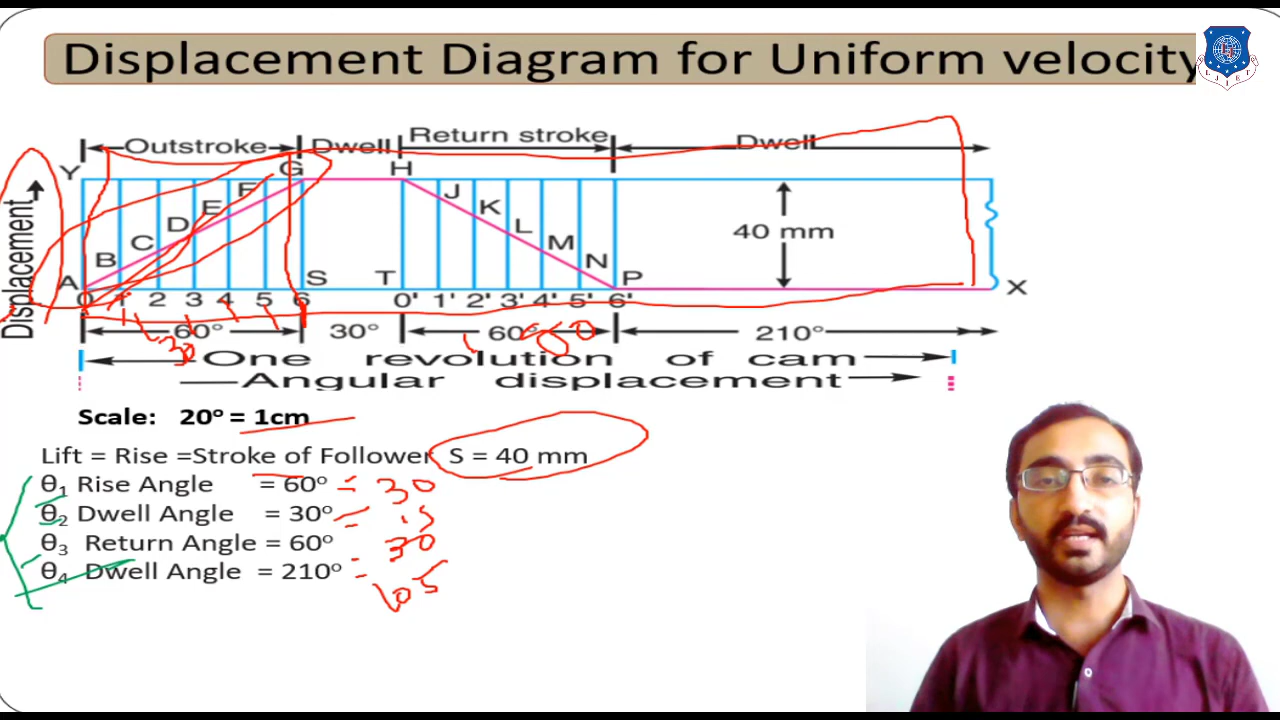 Displacement Diagram for Uniform velocity
LJIET
Outstroke Dwell Return stroke Dwell
Y G H
Displacement
A B C D E F J K L M N P
40 mm
S T X
0 1 2 3 4 5 6 0' 1' 2' 3' 4' 5' 6'
60° 30° 60° 210°
30
One revolution of cam
Angular displacement
Scale: 20° = 1cm
Lift = Rise =Stroke of Follower S = 40 mm
θ1 Rise Angle = 60° = 30
θ2 Dwell Angle = 30° = 15
θ3 Return Angle = 60° = 30
θ4 Dwell Angle = 210° = 105